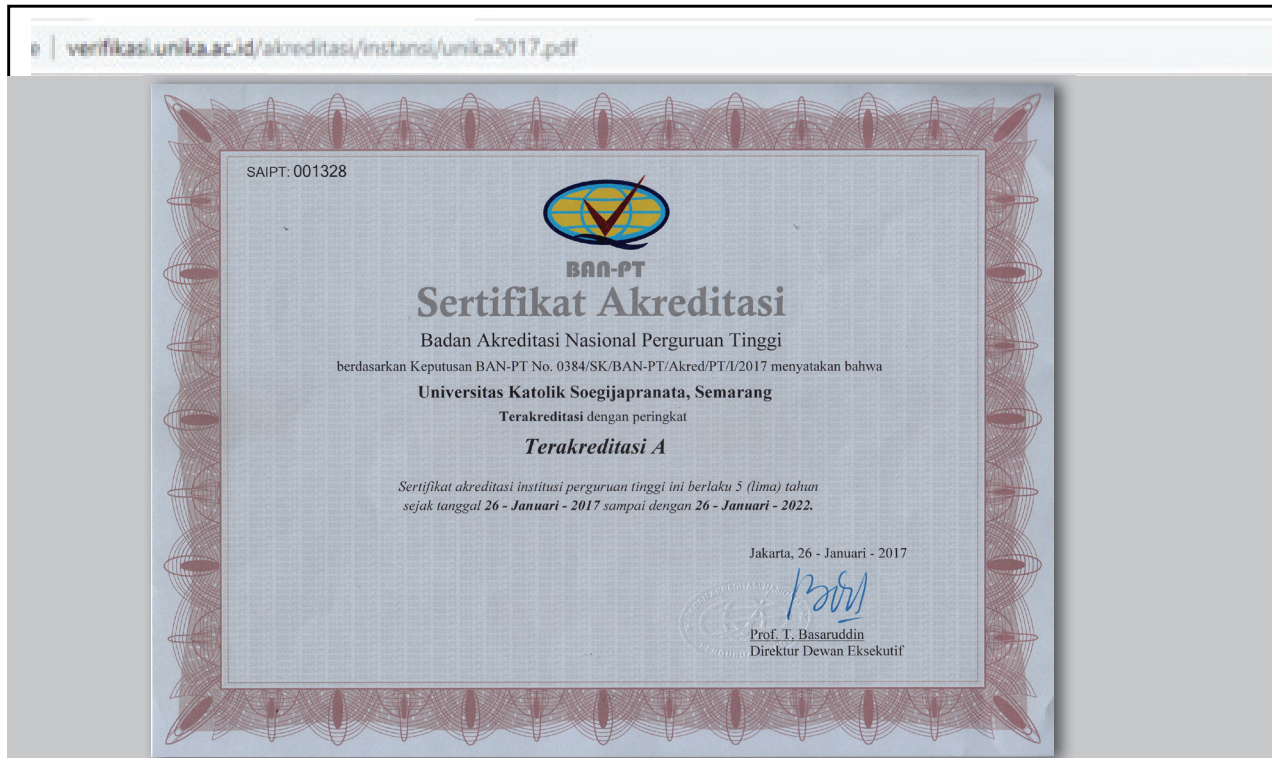 verifikasi.unika.ac.id/akreditasi/instansi/unika2017.pdf
SAIPT: 001328
BAN-PT
Sertifikat Akreditasi
Badan Akreditasi Nasional Perguruan Tinggi
berdasarkan Keputusan BAN-PT No. 0384/SK/BAN-PT/Akred/PT/I/2017 menyatakan bahwa
Universitas Katolik Soegijapranata, Semarang
Terakreditasi dengan peringkat
Terakreditasi A
Sertifikat akreditasi institusi perguruan tinggi ini berlaku 5 (lima) tahun
sejak tanggal 26 - Januari - 2017 sampai dengan 26 - Januari - 2022.
Jakarta, 26 - Januari - 2017
Prof. T. Basaruddin
Direktur Dewan Eksekutif